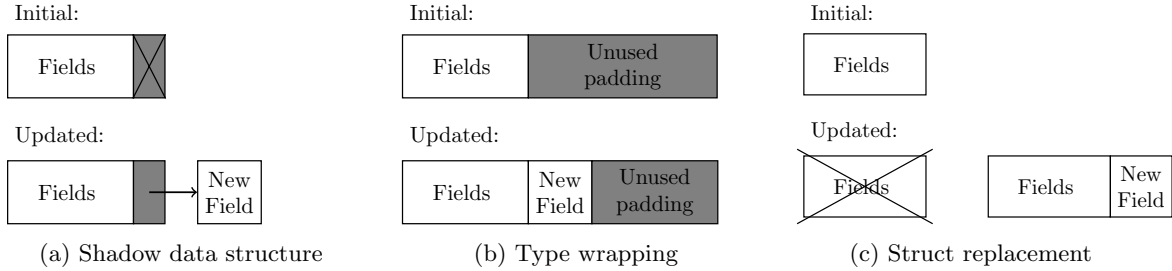 Initial:
Fields
Updated:
Fields
New
Field
(a) Shadow data structure
Initial:
Fields
Unused
padding
Updated:
Fields
New
Field
Unused
padding
(b) Type wrapping
Initial:
Fields
Updated:
Fields
Fields
New
Field
(c) Struct replacement